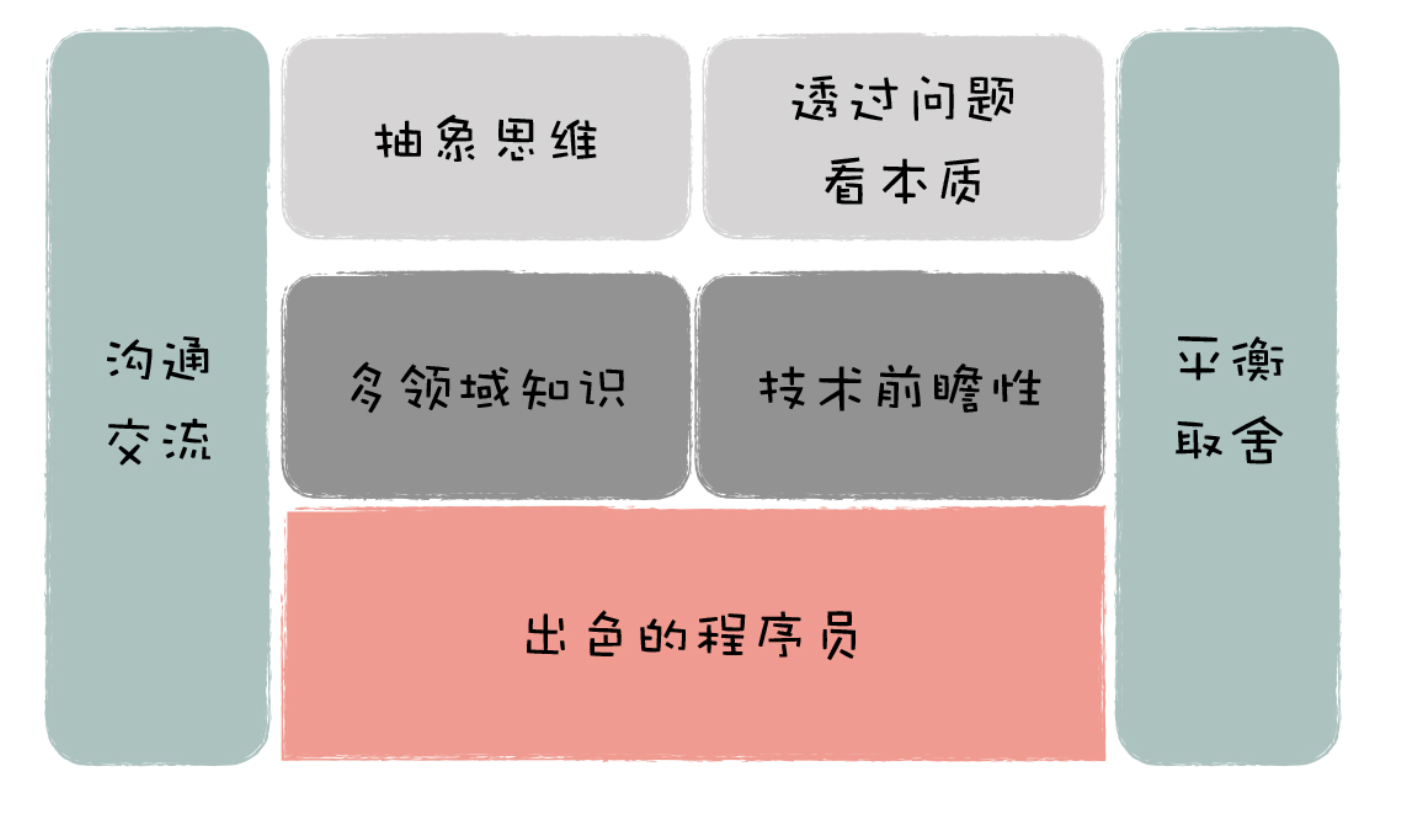 抽象思维
透过问题
看本质
沟通
交流
多领域知识
技术前瞻性
平衡
取舍
出色的程序员